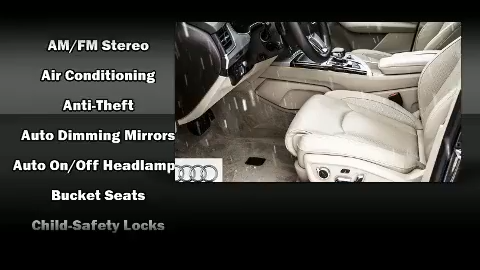 AM/FM Stereo
Air Conditioning
Anti-Theft
Auto Dimming Mirrors
Auto On/Off Headlamp
Bucket Seats
Child-Safety Locks